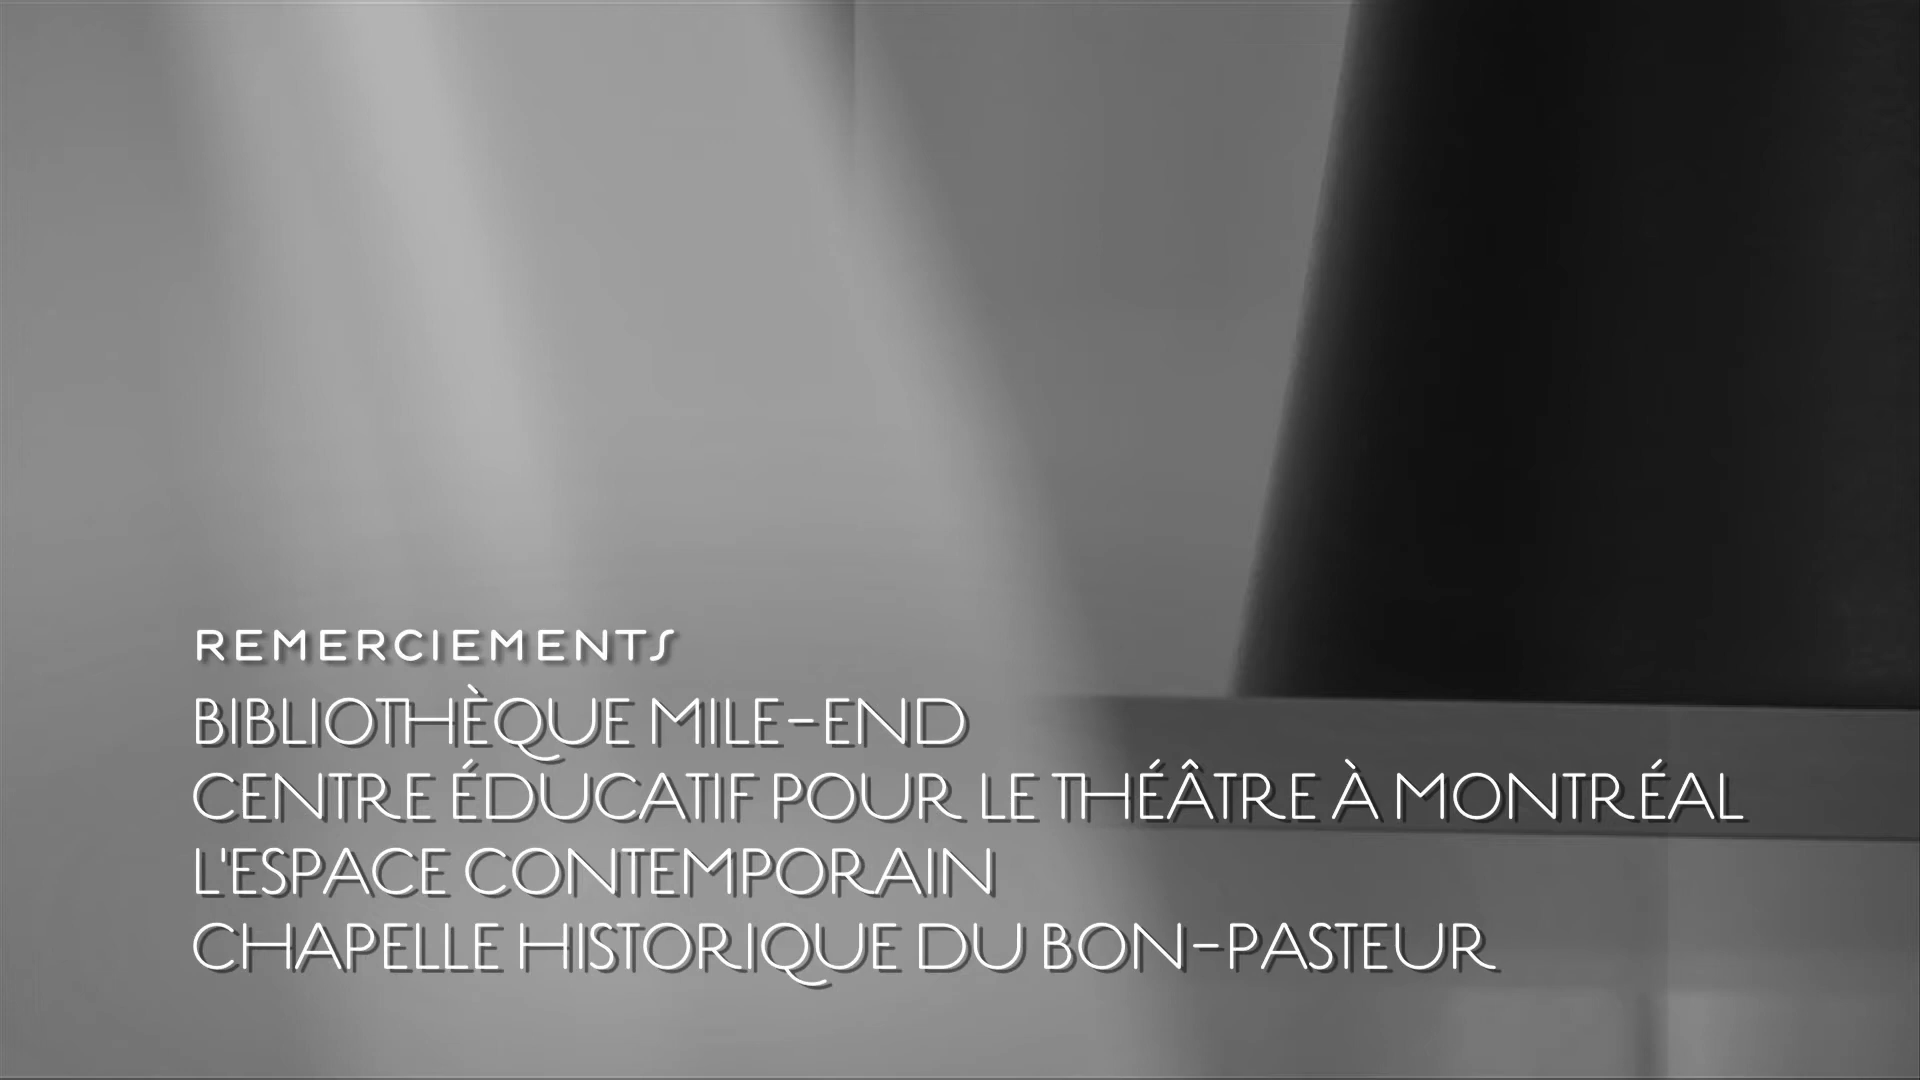 REMERCIEMENTS
BIBLIOTHÈQUE MILE-END
CENTRE ÉDUCATIF POUR LE THÉÂTRE À MONTRÉAL
L'ESPACE CONTEMPORAIN
CHAPELLE HISTORIQUE DU BON-PASTEUR